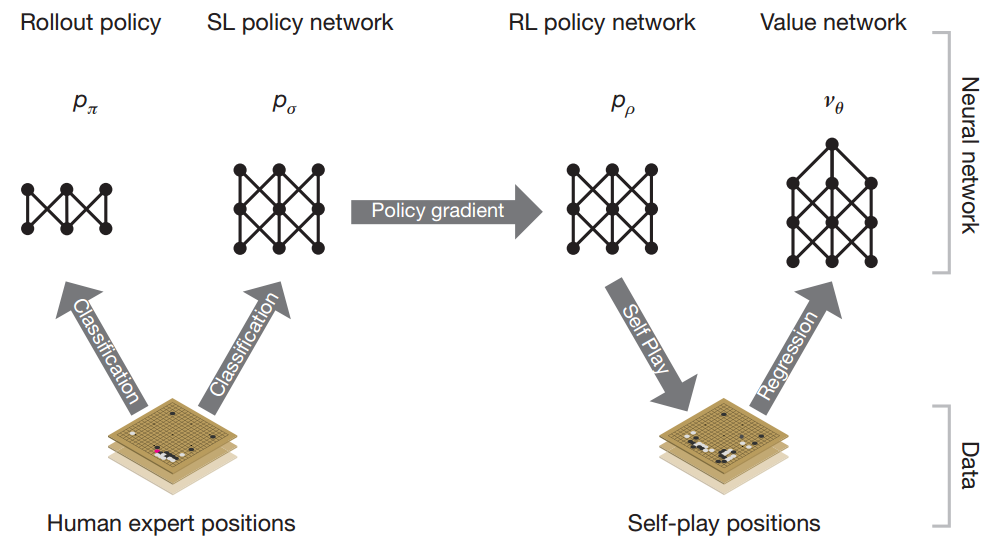 Rollout policy
SL policy network
RL policy network
Value network
pπ
pσ
pρ
νθ
Policy gradient
Classification
Classification
Self Play
Regression
Human expert positions
Self-play positions
Neural network
Data